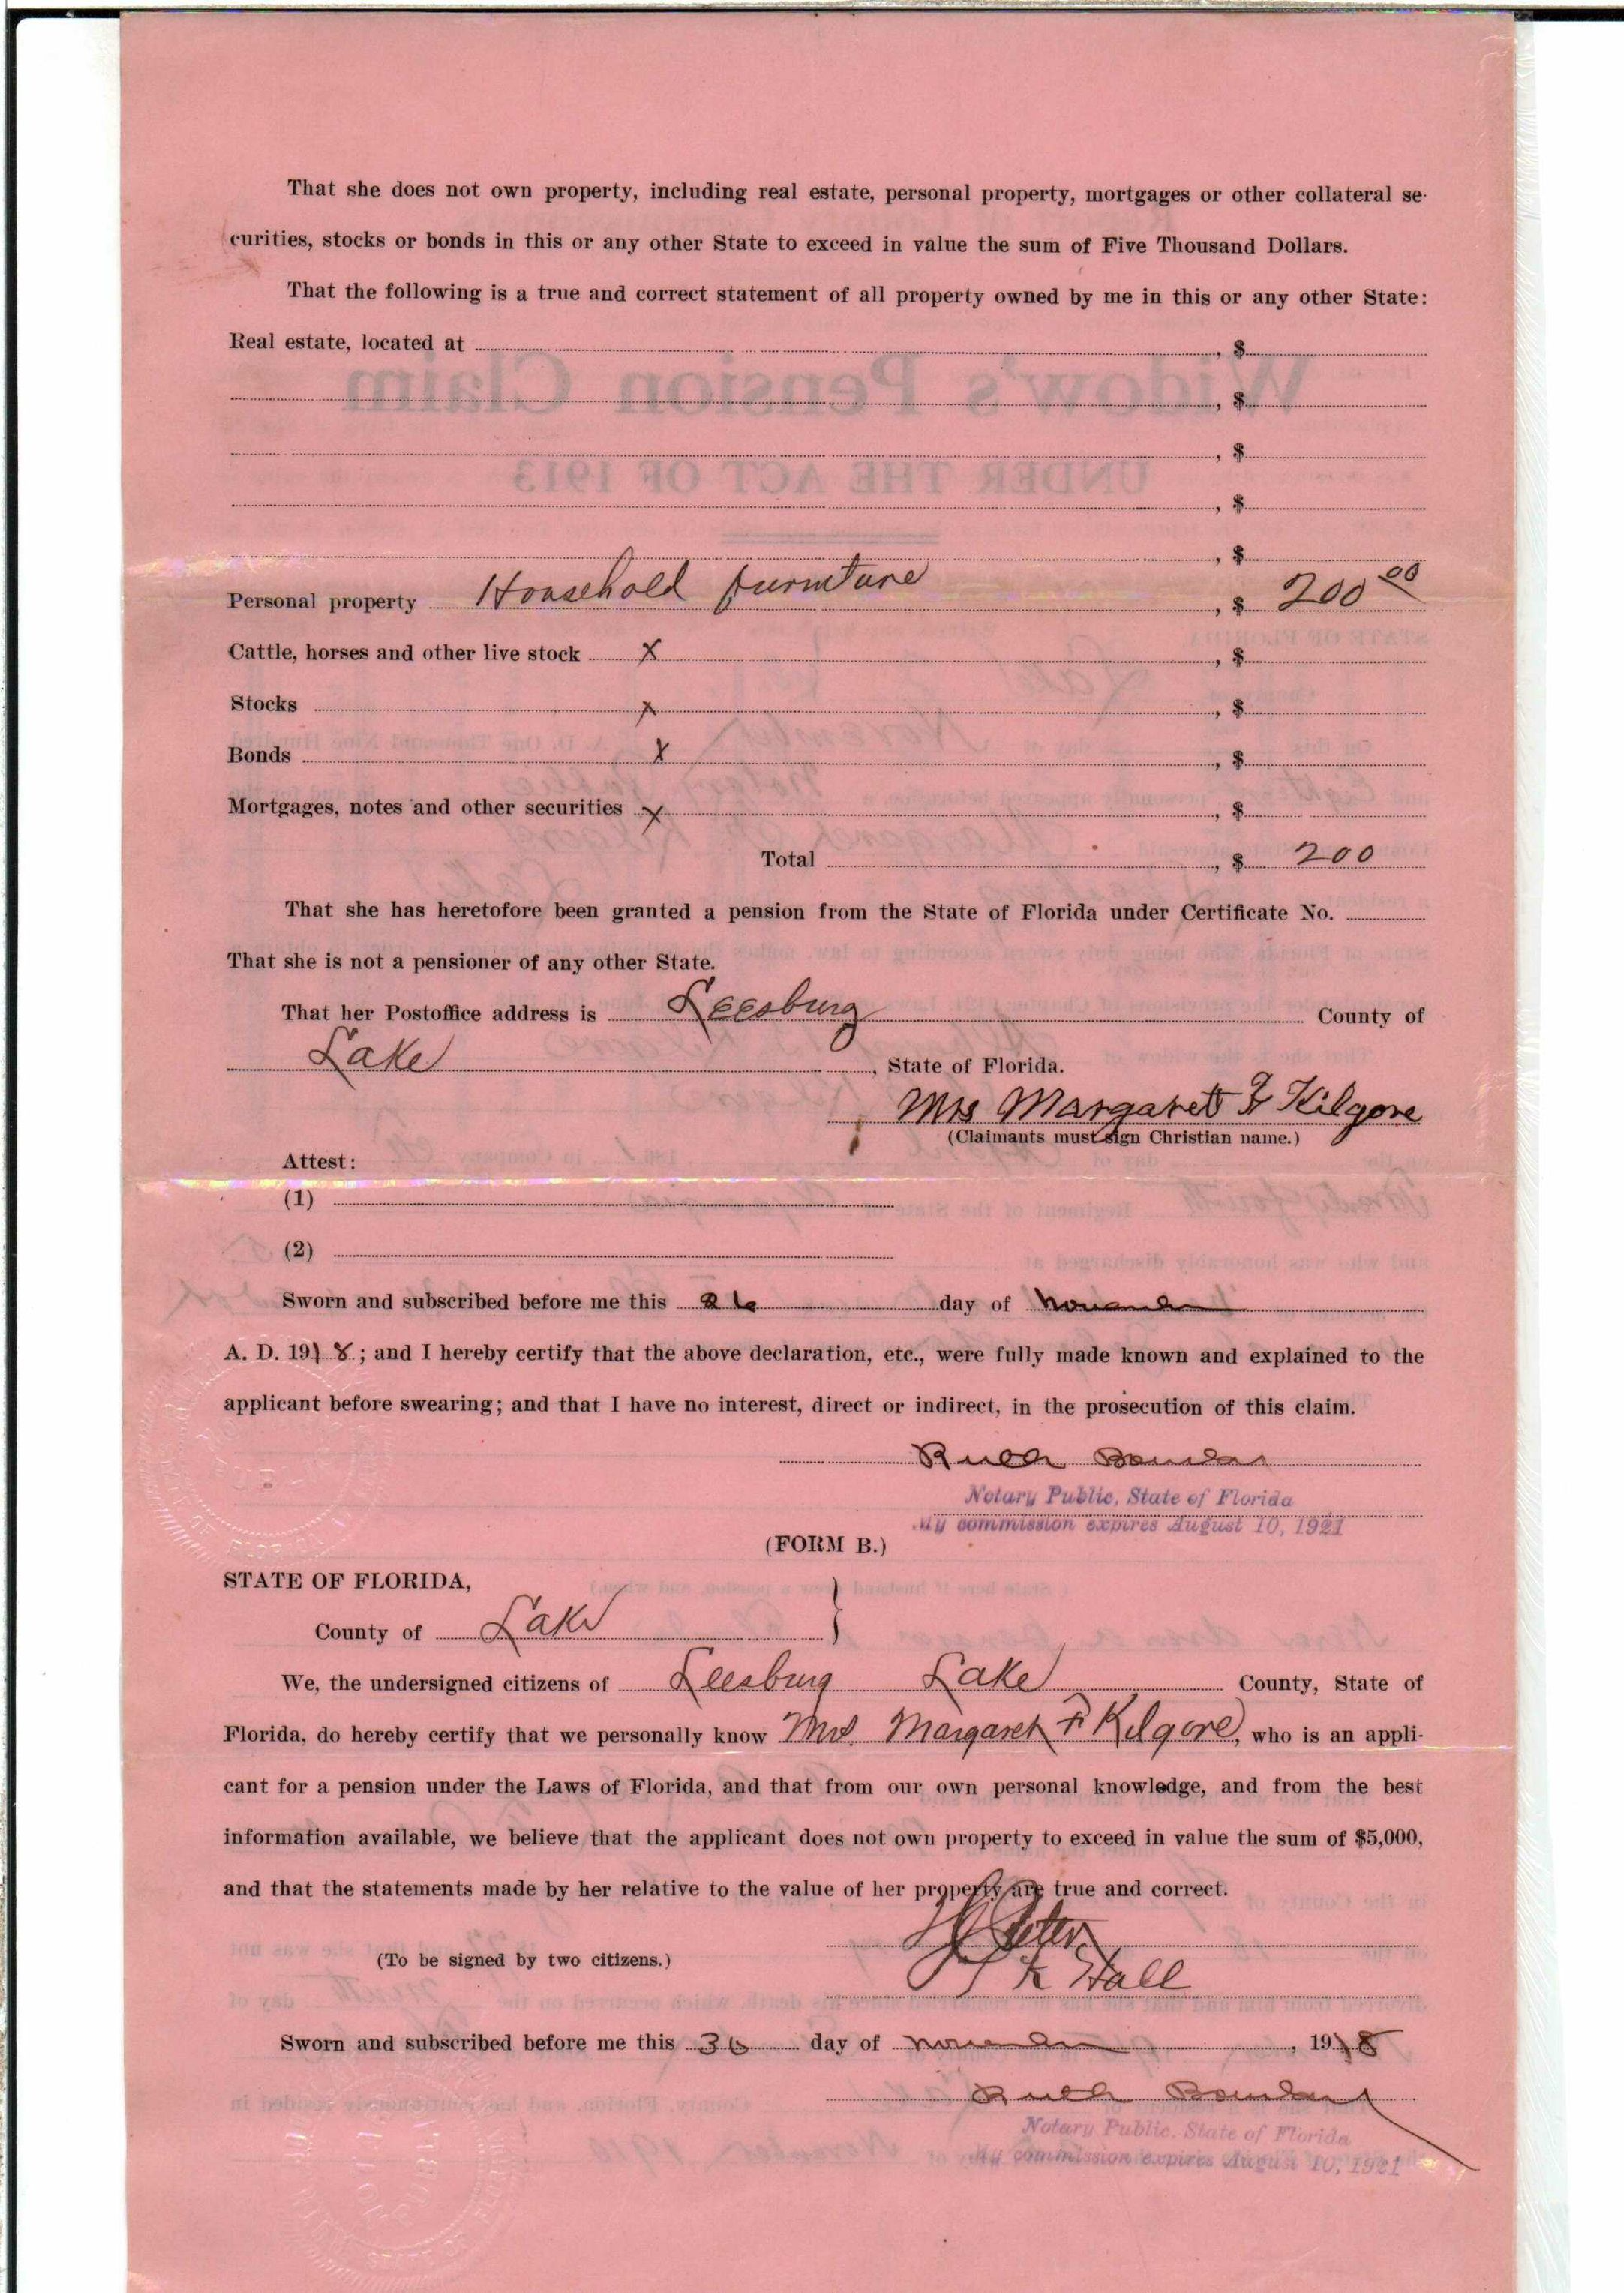 That she does not own property, including real estate, personal property, mortgages or other collateral se-
curities, stocks or bonds in this or any other State to exceed in value the sum of Five Thousand Dollars.
That the following is a true and correct statement of all property owned by me in this or any other State:
Real estate, located at , $
, $
, $
, $
, $
Personal property Household furniture , $ 200 00
Cattle, horses and other live stock X , $
Stocks X , $
Bonds X , $
Mortgages, notes and other securities X , $
Total , $ 200
That she has heretofore been granted a pension from the State of Florida under Certificate No.
That she is not a pensioner of any other State.
That her Postoffice address is Leesburg County of
Lake , State of Florida.
Mrs Margaret F Kilgore
(Claimants must sign Christian name.)
Attest:
(1)
(2)
Sworn and subscribed before me this 26 day of November
A. D. 1918; and I hereby certify that the above declaration, etc., were fully made known and explained to the
applicant before swearing; and that I have no interest, direct or indirect, in the prosecution of this claim.
Ruth
Notary Public, State of Florida
My commission expires August 10, 1921
(FORM B.)
STATE OF FLORIDA,
County of Lake }
We, the undersigned citizens of Leesburg Lake County, State of
Florida, do hereby certify that we personally know Mrs. Margaret F Kilgore, who is an appli-
cant for a pension under the Laws of Florida, and that from our own personal knowledge, and from the best
information available, we believe that the applicant does not own property to exceed in value the sum of $5,000,
and that the statements made by her relative to the value of her property are true and correct.
(To be signed by two citizens.)
K Hall
Sworn and subscribed before me this day of November , 1918
Ruth
Notary Public. State of Florida
My commission expires August 10, 1921